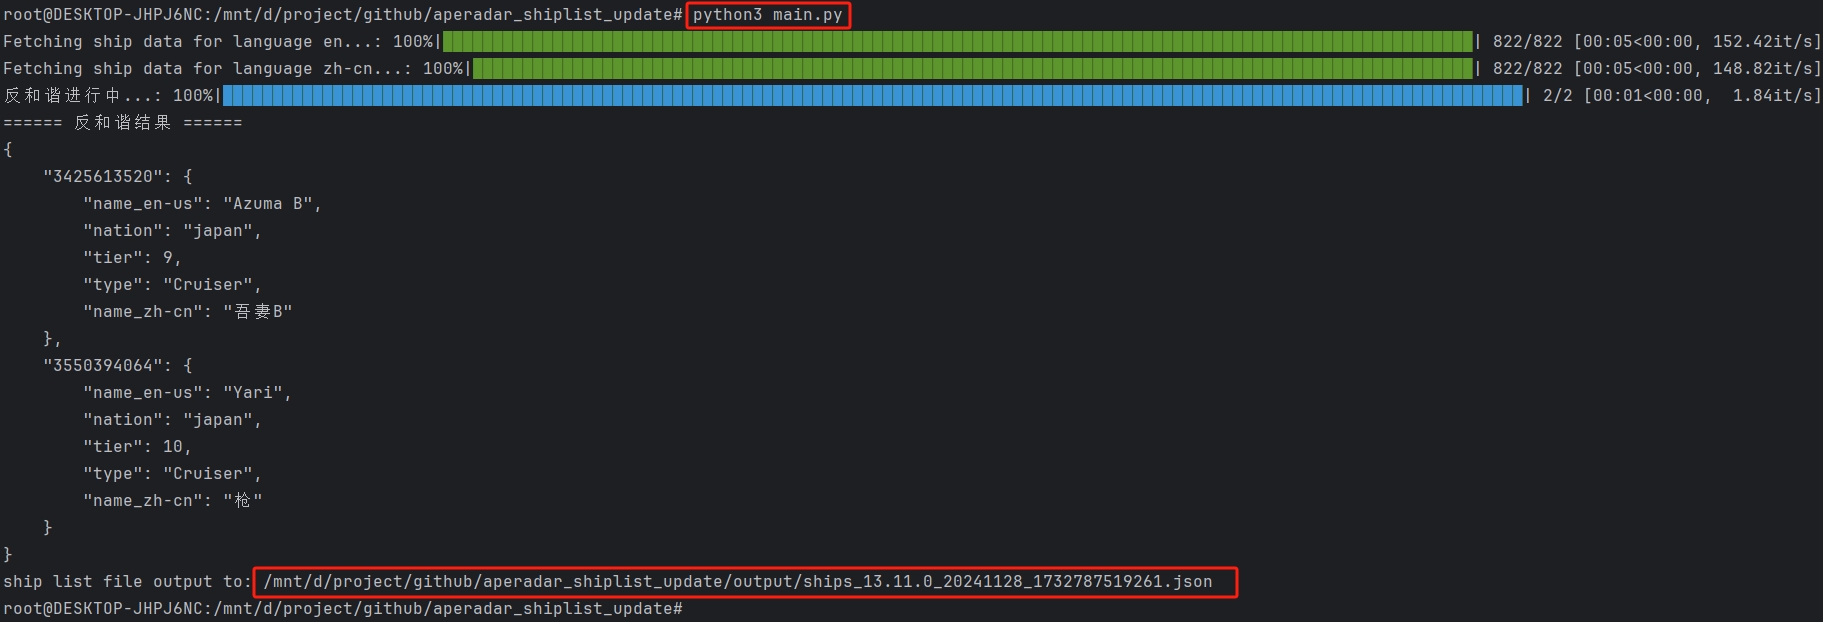 root@DESKTOP-JHPJ6NC:/mnt/d/project/github/aperadar_shiplist_update# python3 main.py
Fetching ship data for language en...: 100%| | 822/822 [00:05<00:00, 152.42it/s]
Fetching ship data for language zh-cn...: 100%| | 822/822 [00:05<00:00, 148.82it/s]
反和谐进行中...: 100%| | 2/2 [00:01<00:00,  1.84it/s]
====== 反和谐结果 ======
{
    "3425613520": {
        "name_en-us": "Azuma B",
        "nation": "japan",
        "tier": 9,
        "type": "Cruiser",
        "name_zh-cn": "吾妻B"
    },
    "3550394064": {
        "name_en-us": "Yari",
        "nation": "japan",
        "tier": 10,
        "type": "Cruiser",
        "name_zh-cn": "枪"
    }
}
ship list file output to: /mnt/d/project/github/aperadar_shiplist_update/output/ships_13.11.0_20241128_1732787519261.json
root@DESKTOP-JHPJ6NC:/mnt/d/project/github/aperadar_shiplist_update#